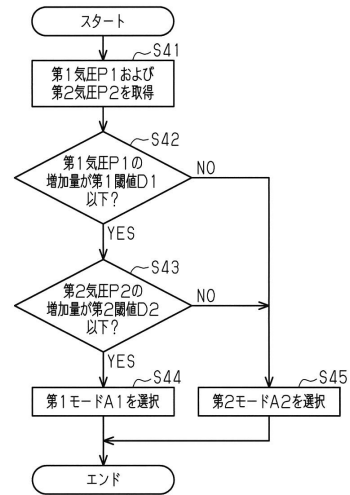 スタート
S41
第1気圧P1および
第2気圧P2を取得
S42
第1気圧P1の
増加量が第1閾値D1
以下？
NO
YES
S43
第2気圧P2の
増加量が第2閾値D2
以下？
NO
YES
S44
第1モードA1を選択
S45
第2モードA2を選択
エンド